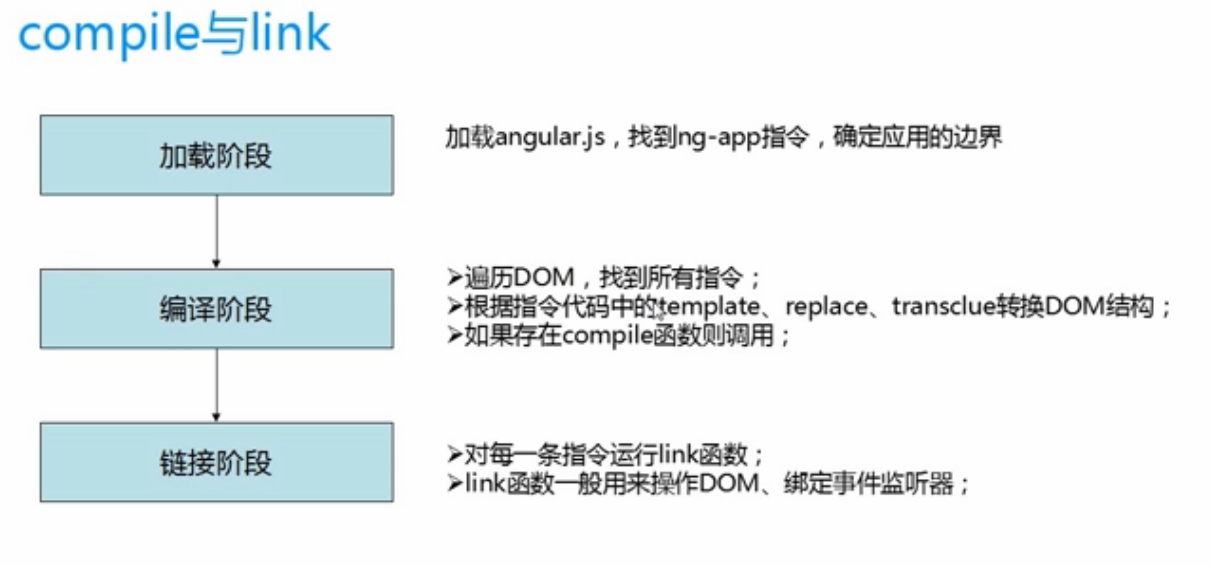 compile与link
加载阶段
加载angular.js，找到ng-app指令，确定应用的边界
编译阶段
➢遍历DOM，找到所有指令；
➢根据指令代码中的template、replace、transclue转换DOM结构；
➢如果存在compile函数则调用；
链接阶段
➢对每一条指令运行link函数；
➢link函数一般用来操作DOM、绑定事件监听器；